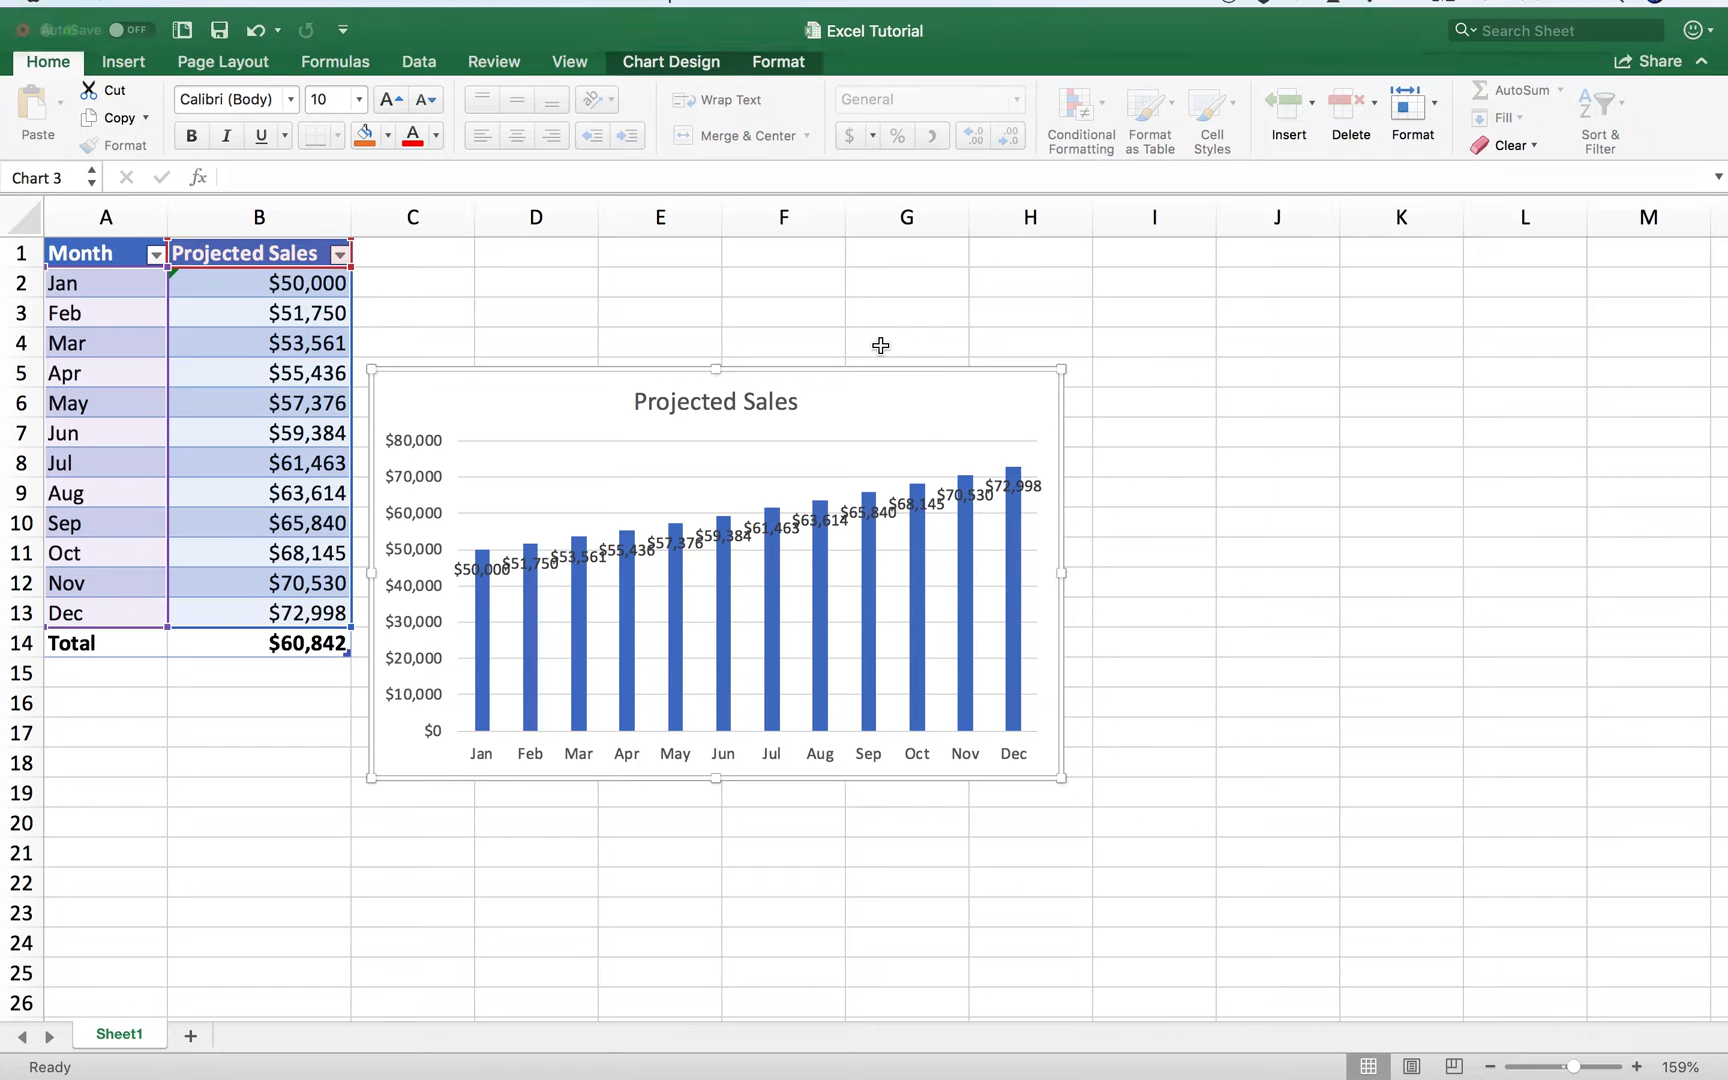 AutoSave OFF
Excel Tutorial
Search Sheet
Home Insert Page Layout Formulas Data Review View Chart Design Format
Share
Paste
Cut
Copy
Format
Calibri (Body) 10
A A
B I U A
Wrap Text
Merge & Center
General
$ % )
.0 .00
.00 .0
Conditional Formatting
Format as Table
Cell Styles
Insert
Delete
Format
AutoSum
Fill
Clear
Sort & Filter
Chart 3 fx
A B C D E F G H I J K L M
1 Month Projected Sales
2 Jan $50,000
3 Feb $51,750
4 Mar $53,561
5 Apr $55,436
6 May $57,376
7 Jun $59,384
8 Jul $61,463
9 Aug $63,614
10 Sep $65,840
11 Oct $68,145
12 Nov $70,530
13 Dec $72,998
14 Total $60,842
15
16
17
18
19
20
21
22
23
24
25
26
Projected Sales
$80,000
$70,000
$60,000
$50,000
$40,000
$30,000
$20,000
$10,000
$0
$50,000 $51,750 $53,561 $55,436 $57,376 $59,384 $61,463 $63,614 $65,840 $68,145 $70,530 $72,998
Jan Feb Mar Apr May Jun Jul Aug Sep Oct Nov Dec
Sheet1
Ready
159%